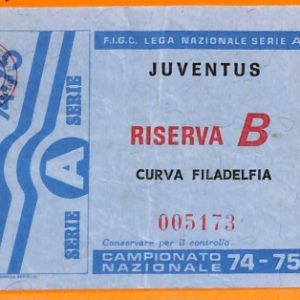 F.I.G.C. LEGA NAZIONALE SERIE A
JUVENTUS
SERIE
A
SERIE
RISERVA B
CURVA FILADELFIA
005173
Conservare per il controllo
CAMPIONATO
NAZIONALE 74-75